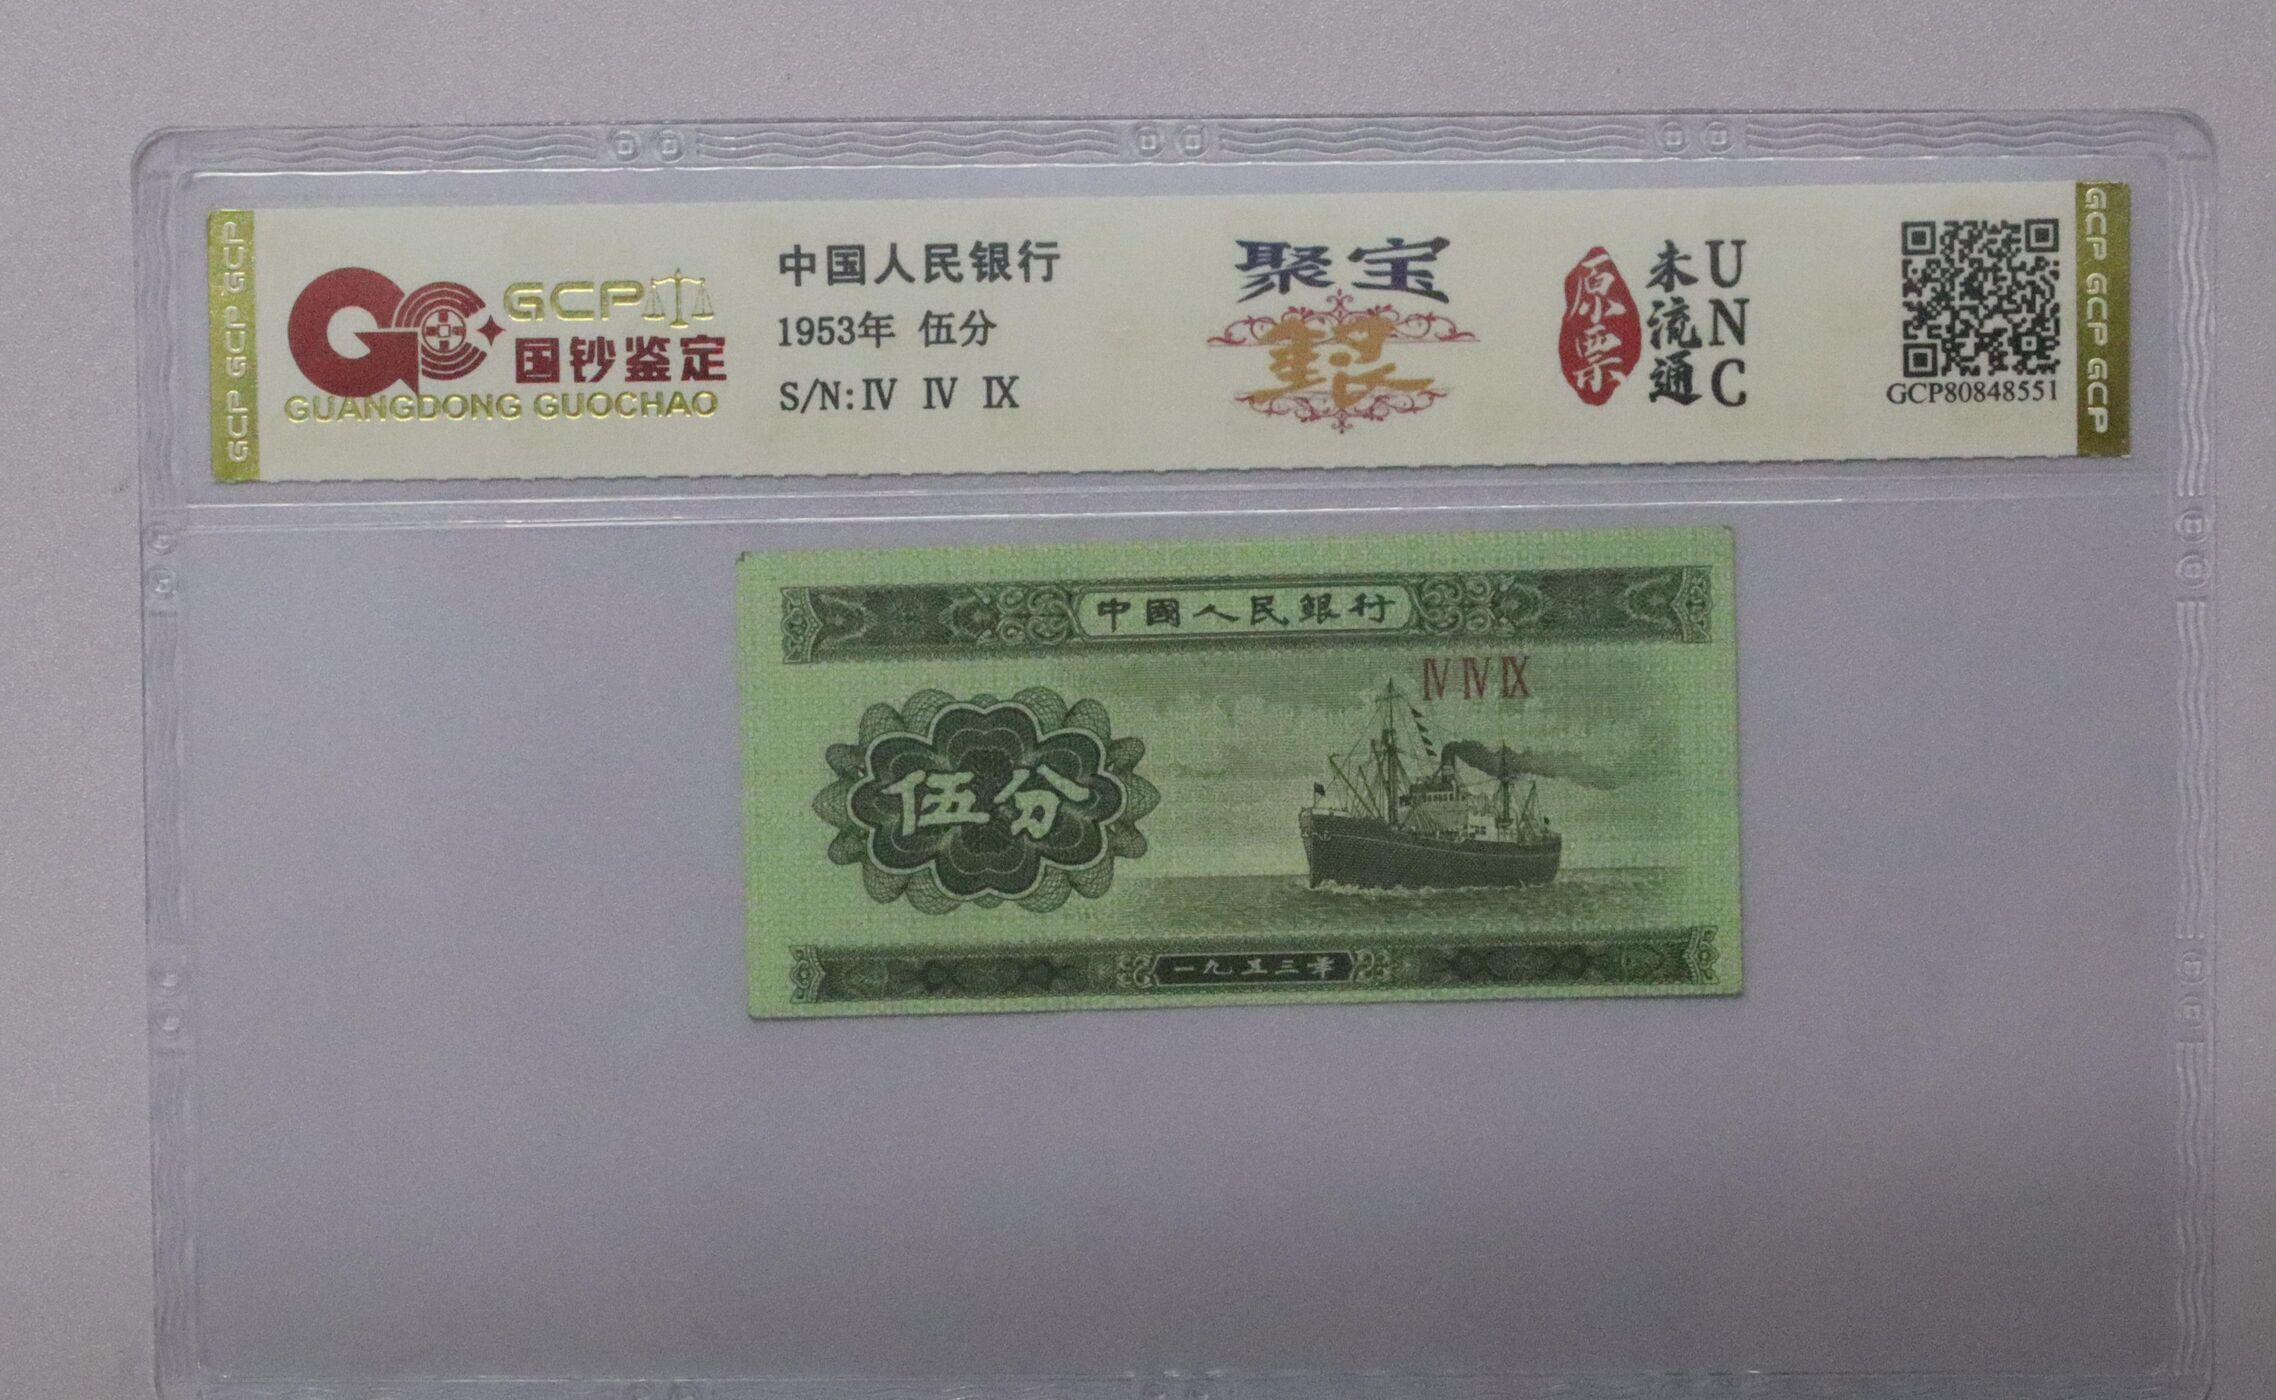 GCP GCP GCP
GCP
国钞鉴定
GUANGDONG GUOCHAO
中国人民银行
1953年 伍分
S/N:Ⅳ Ⅳ Ⅸ
聚宝
原票
未流通
UNC
GCP80848551
GCP GCP GCP
中國人民銀行
Ⅳ Ⅳ Ⅸ
伍分
一九五三年